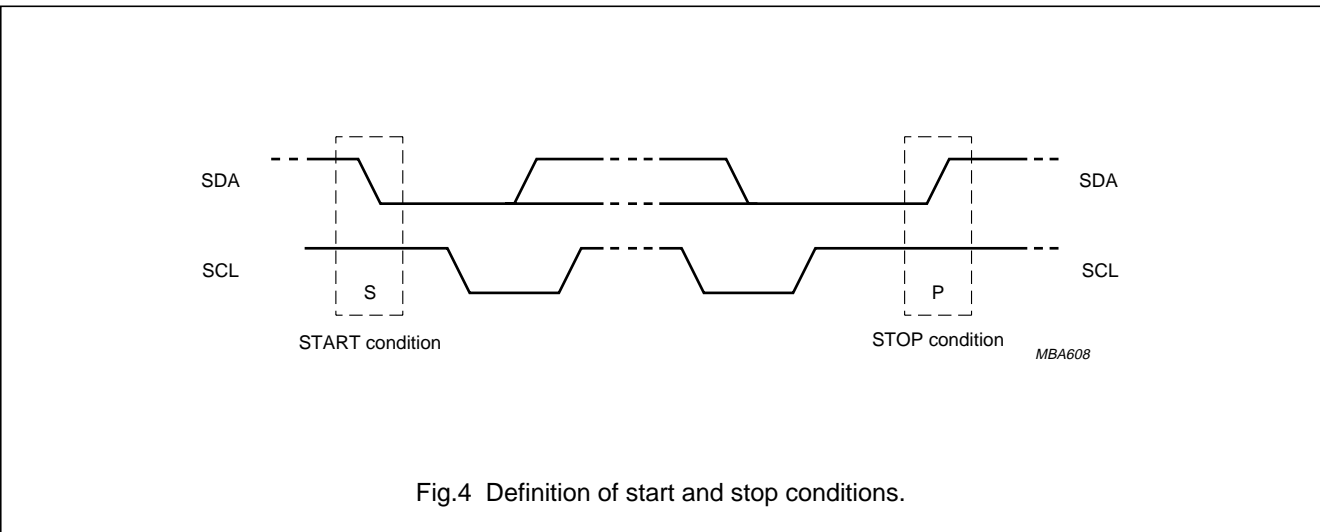 SDA
SDA
SCL
SCL
S
P
START condition
STOP condition
MBA608
Fig.4 Definition of start and stop conditions.